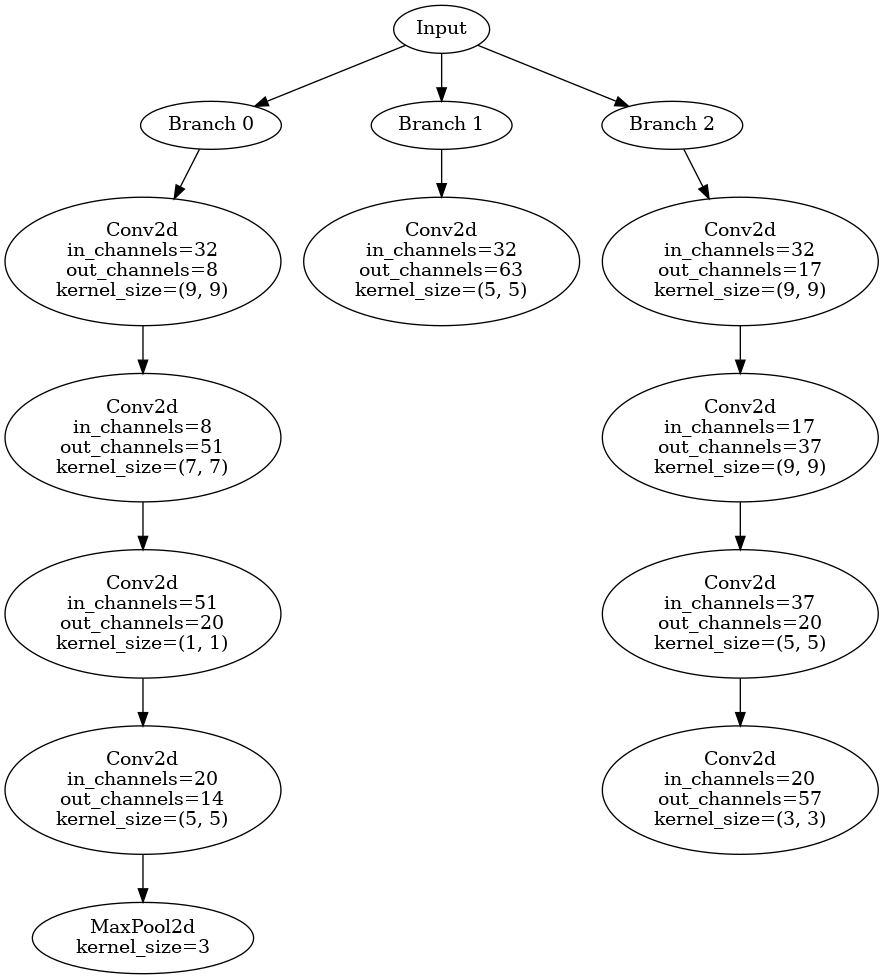 Input
Branch 0
Branch 1
Branch 2
Conv2d
in_channels=32
out_channels=8
kernel_size=(9, 9)
Conv2d
in_channels=32
out_channels=63
kernel_size=(5, 5)
Conv2d
in_channels=32
out_channels=17
kernel_size=(9, 9)
Conv2d
in_channels=8
out_channels=51
kernel_size=(7, 7)
Conv2d
in_channels=17
out_channels=37
kernel_size=(9, 9)
Conv2d
in_channels=51
out_channels=20
kernel_size=(1, 1)
Conv2d
in_channels=37
out_channels=20
kernel_size=(5, 5)
Conv2d
in_channels=20
out_channels=14
kernel_size=(5, 5)
Conv2d
in_channels=20
out_channels=57
kernel_size=(3, 3)
MaxPool2d
kernel_size=3